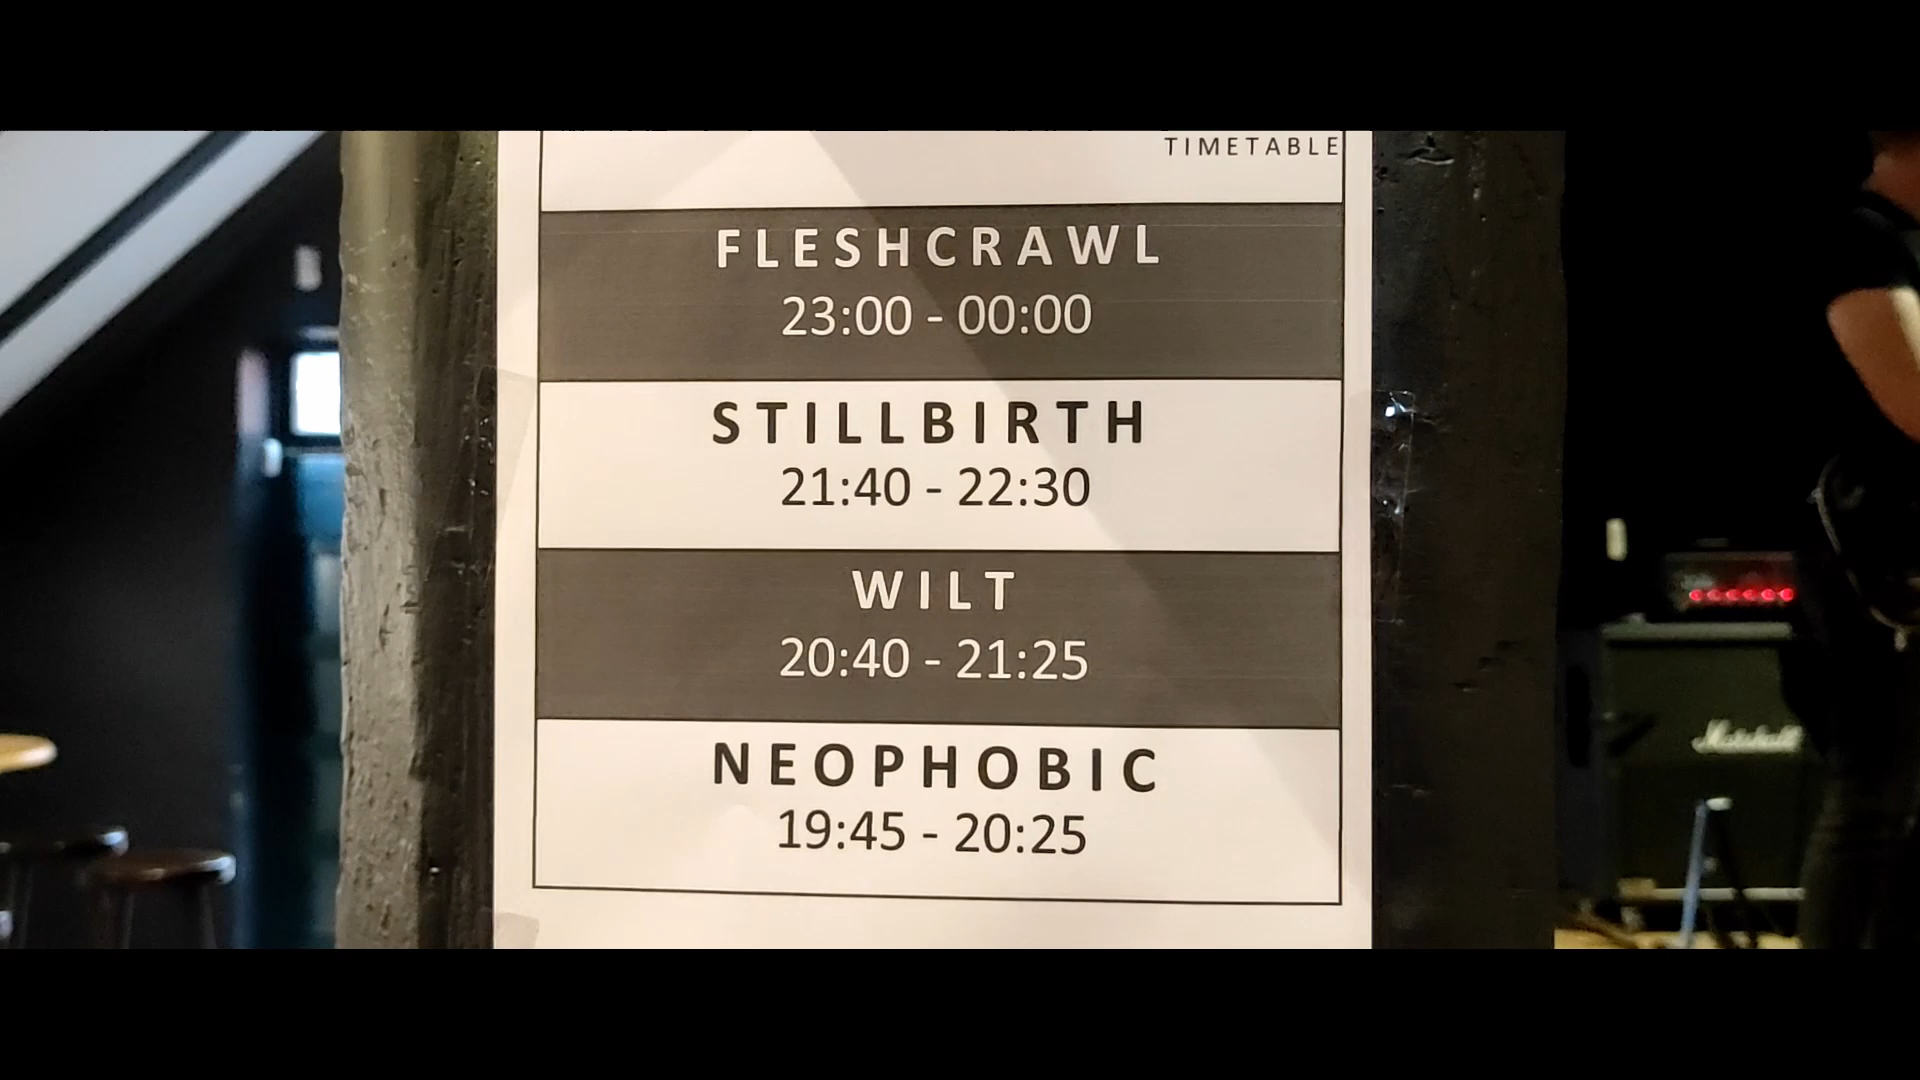 TIMETABLE
FLESHCRAWL
23:00 - 00:00
STILLBIRTH
21:40 - 22:30
WILT
20:40 - 21:25
NEOPHOBIC
19:45 - 20:25
Marshall